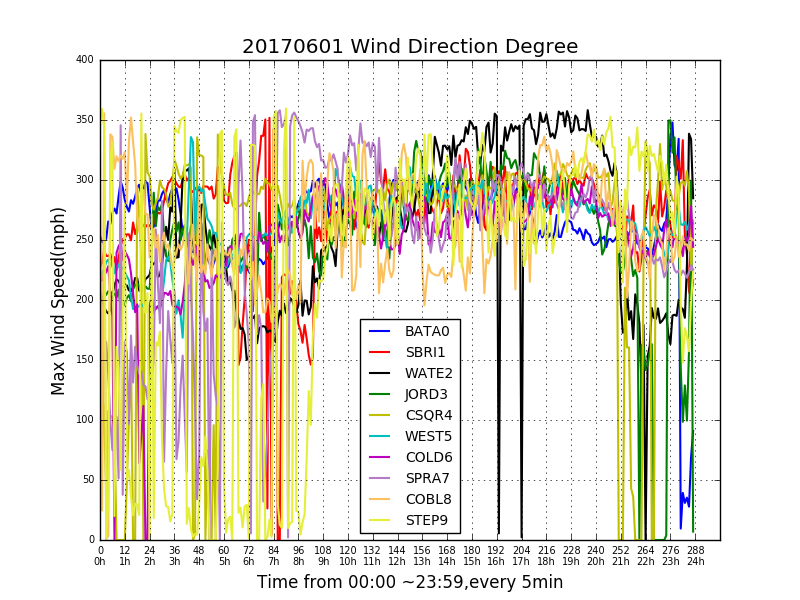 20170601 Wind Direction Degree
400
350
300
250
200
150
100
50
0
Max Wind Speed(mph)
BATA0
SBRI1
WATE2
JORD3
CSQR4
WEST5
COLD6
SPRA7
COBL8
STEP9
0 12 24 36 48 60 72 84 96 108 120 132 144 156 168 180 192 204 216 228 240 252 264 276 288
0h 1h 2h 3h 4h 5h 6h 7h 8h 9h 10h 11h 12h 13h 14h 15h 16h 17h 18h 19h 20h 21h 22h 23h 24h
Time from 00:00 ~23:59,every 5min